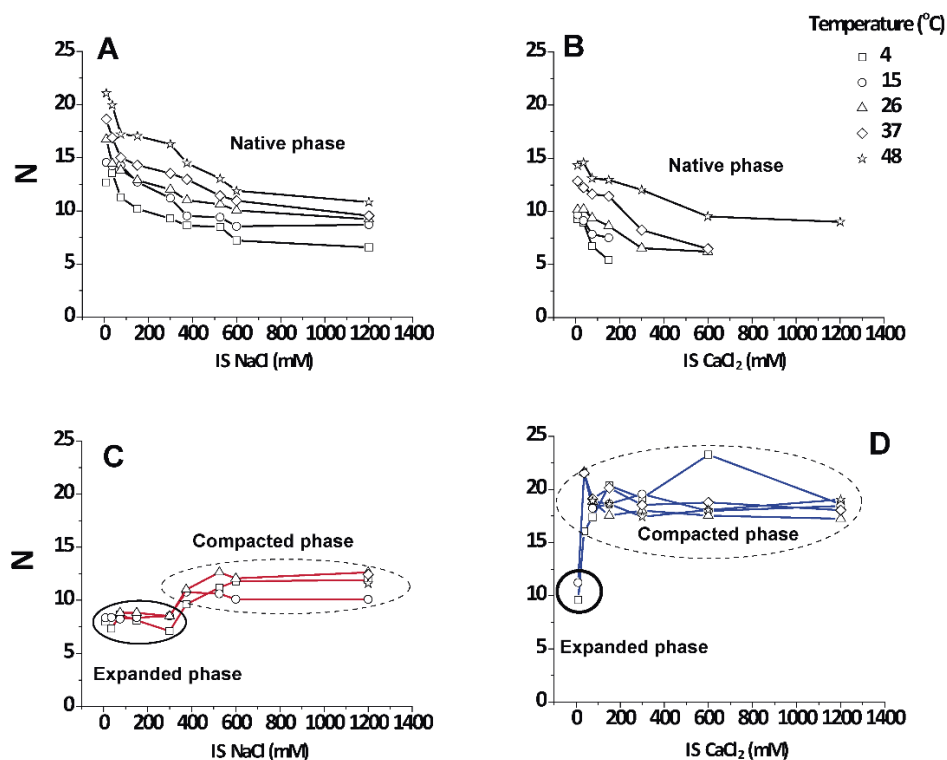 A
25
20
15
10
5
0
N
Native phase
0 200 400 600 800 1000 1200 1400
IS NaCl (mM)
B
25
20
15
10
5
0
Native phase
0 200 400 600 800 1000 1200 1400
IS CaCl₂ (mM)
Temperature (°C)
4
15
26
37
48
C
25
20
15
10
5
0
N
Compacted phase
Expanded phase
0 200 400 600 800 1000 1200 1400
IS NaCl (mM)
D
25
20
15
10
5
0
Compacted phase
Expanded phase
0 200 400 600 800 1000 1200 1400
IS CaCl₂ (mM)